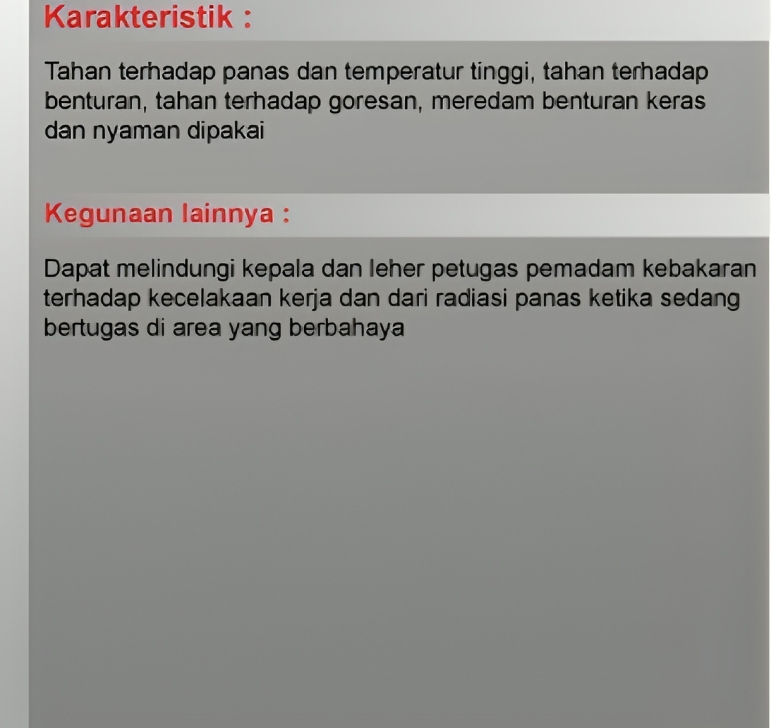 Karakteristik :
Tahan terhadap panas dan temperatur tinggi, tahan terhadap
benturan, tahan terhadap goresan, meredam benturan keras
dan nyaman dipakai
Kegunaan lainnya :
Dapat melindungi kepala dan leher petugas pemadam kebakaran
terhadap kecelakaan kerja dan dari radiasi panas ketika sedang
bertugas di area yang berbahaya